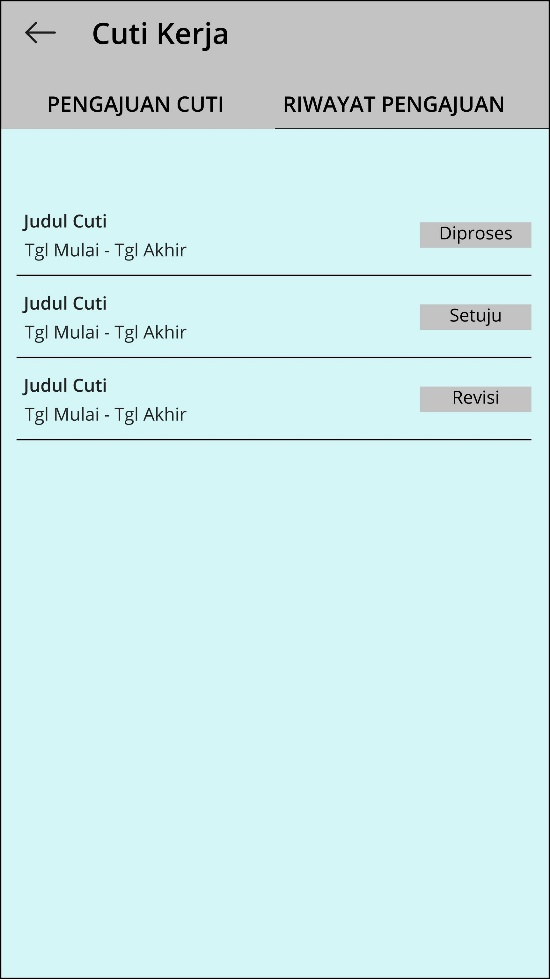 Cuti Kerja
PENGAJUAN CUTI
RIWAYAT PENGAJUAN
Judul Cuti
Tgl Mulai - Tgl Akhir
Diproses
Judul Cuti
Tgl Mulai - Tgl Akhir
Setuju
Judul Cuti
Tgl Mulai - Tgl Akhir
Revisi